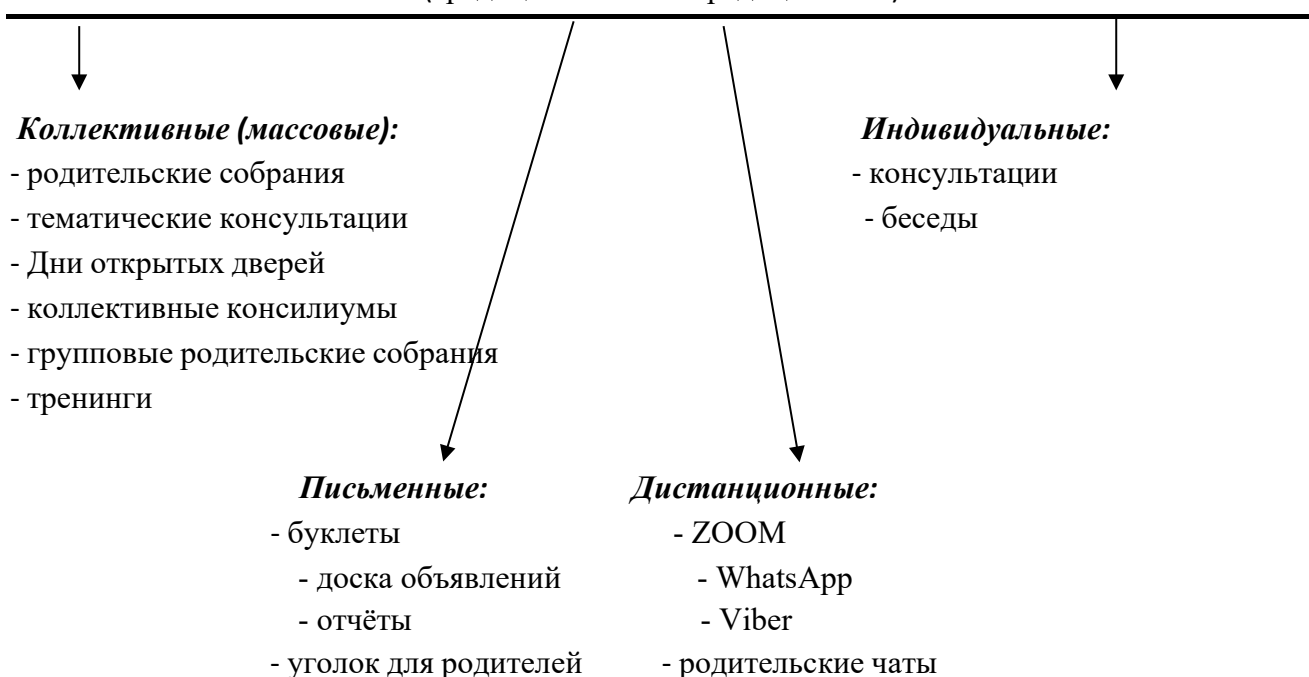 Коллективные (массовые):
- родительские собрания
- тематические консультации
- Дни открытых дверей
- коллективные консилиумы
- групповые родительские собрания
- тренинги
Индивидуальные:
- консультации
- беседы
Письменные:
- буклеты
- доска объявлений
- отчёты
- уголок для родителей
Дистанционные:
- ZOOM
- WhatsApp
- Viber
- родительские чаты